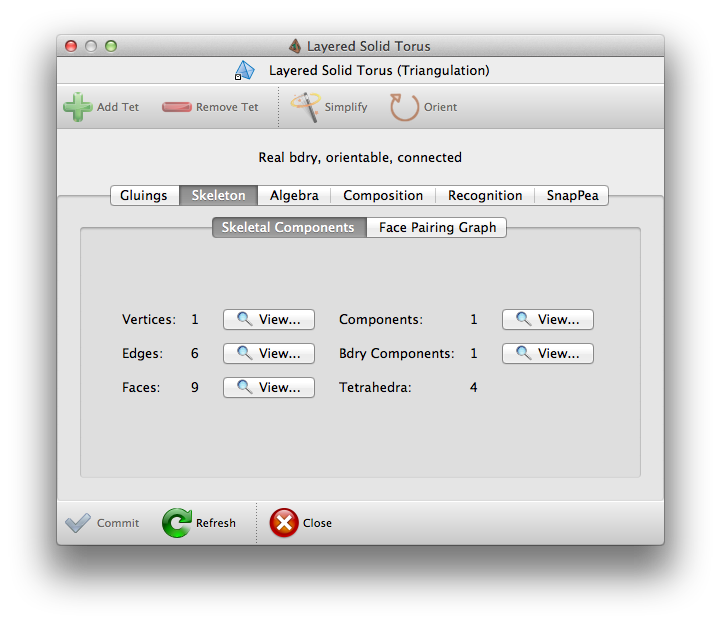 Layered Solid Torus
Layered Solid Torus (Triangulation)
Add Tet Remove Tet Simplify Orient
Real bdry, orientable, connected
Gluings Skeleton Algebra Composition Recognition SnapPea
Skeletal Components Face Pairing Graph
Vertices: 1 View... Components: 1 View...
Edges: 6 View... Bdry Components: 1 View...
Faces: 9 View... Tetrahedra: 4
Commit Refresh Close